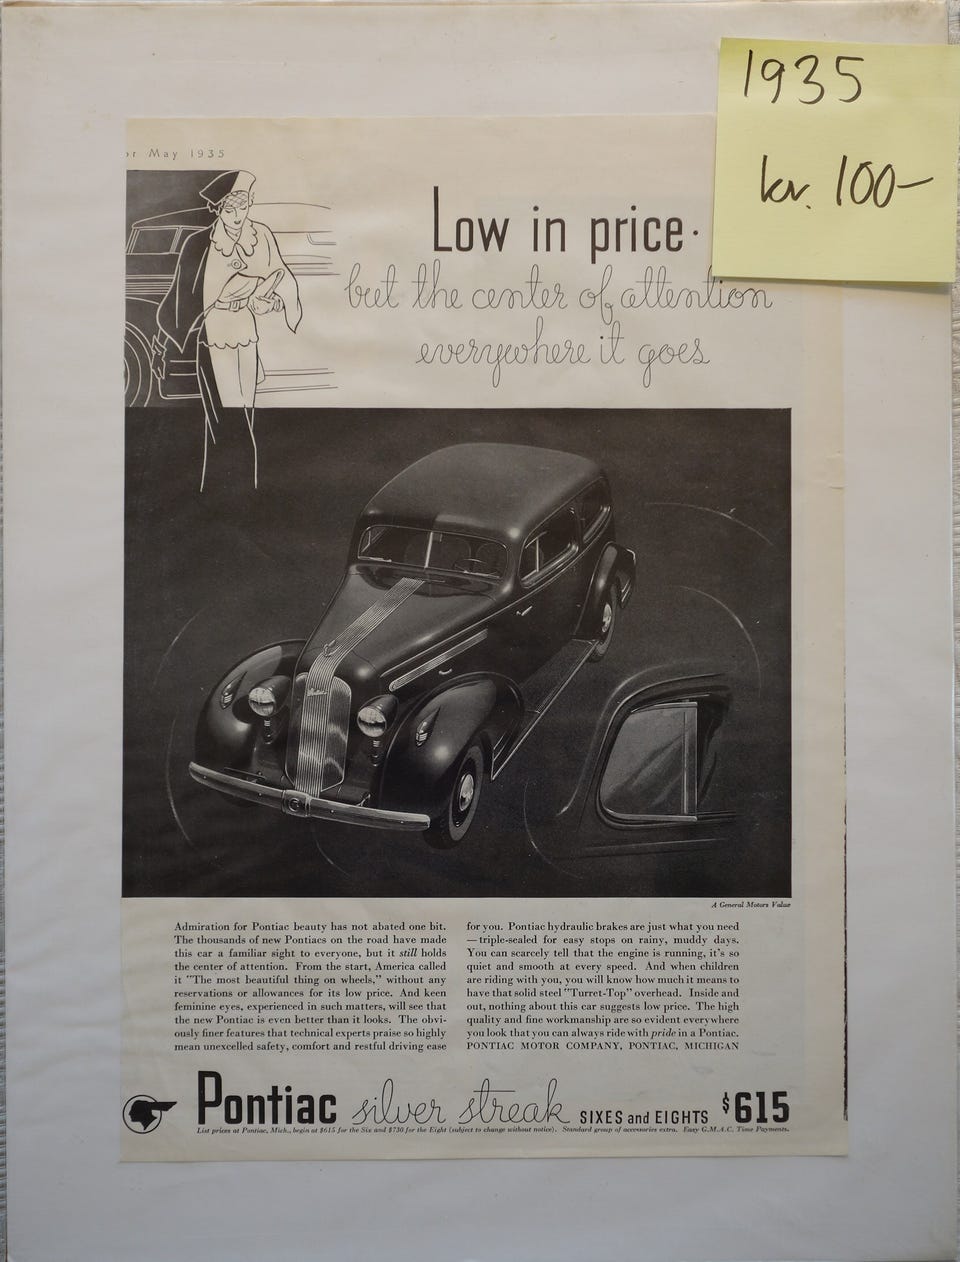 1935
kr. 100-
or May 1935
Low in price·
but the center of attention
everywhere it goes
A General Motors Value
Admiration for Pontiac beauty has not abated one bit.
The thousands of new Pontiacs on the road have made
this car a familiar sight to everyone, but it still holds
the center of attention. From the start, America called
it "The most beautiful thing on wheels," without any
reservations or allowances for its low price. And keen
feminine eyes, experienced in such matters, will see that
the new Pontiac is even better than it looks. The obvi-
ously finer features that technical experts praise so highly
mean unexcelled safety, comfort and restful driving ease
for you. Pontiac hydraulic brakes are just what you need
—triple-sealed for easy stops on rainy, muddy days.
You can scarcely tell that the engine is running, it's so
quiet and smooth at every speed. And when children
are riding with you, you will know how much it means to
have that solid steel "Turret-Top" overhead. Inside and
out, nothing about this car suggests low price. The high
quality and fine workmanship are so evident everywhere
you look that you can always ride with pride in a Pontiac.
PONTIAC MOTOR COMPANY, PONTIAC, MICHIGAN
Pontiac silver streak SIXES and EIGHTS $615
List prices at Pontiac, Mich., begin at $615 for the Six and $730 for the Eight (subject to change without notice). Standard group of accessories extra. Easy G.M.A.C. Time Payments.